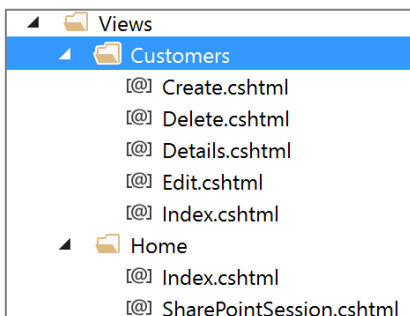 Views
Customers
[@] Create.cshtml
[@] Delete.cshtml
[@] Details.cshtml
[@] Edit.cshtml
[@] Index.cshtml
Home
[@] Index.cshtml
[@] SharePointSession.cshtml